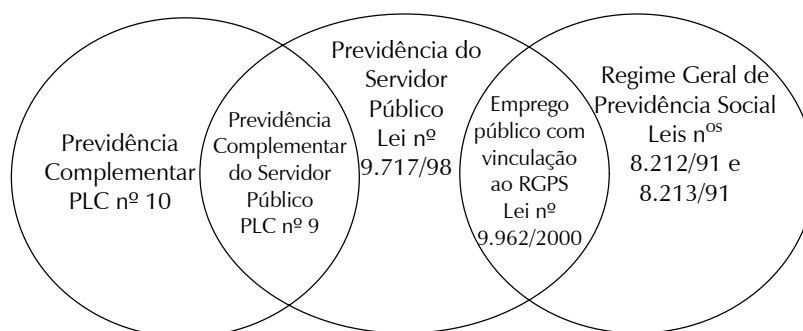 Previdência
Complementar
PLC nº 10
Previdência
Complementar
do Servidor
Público
PLC nº 9
Previdência do
Servidor
Público
Lei nº
9.717/98
Emprego
público com
vinculação
ao RGPS
Lei nº
9.962/2000
Regime Geral de
Previdência Social
Leis nos
8.212/91 e
8.213/91